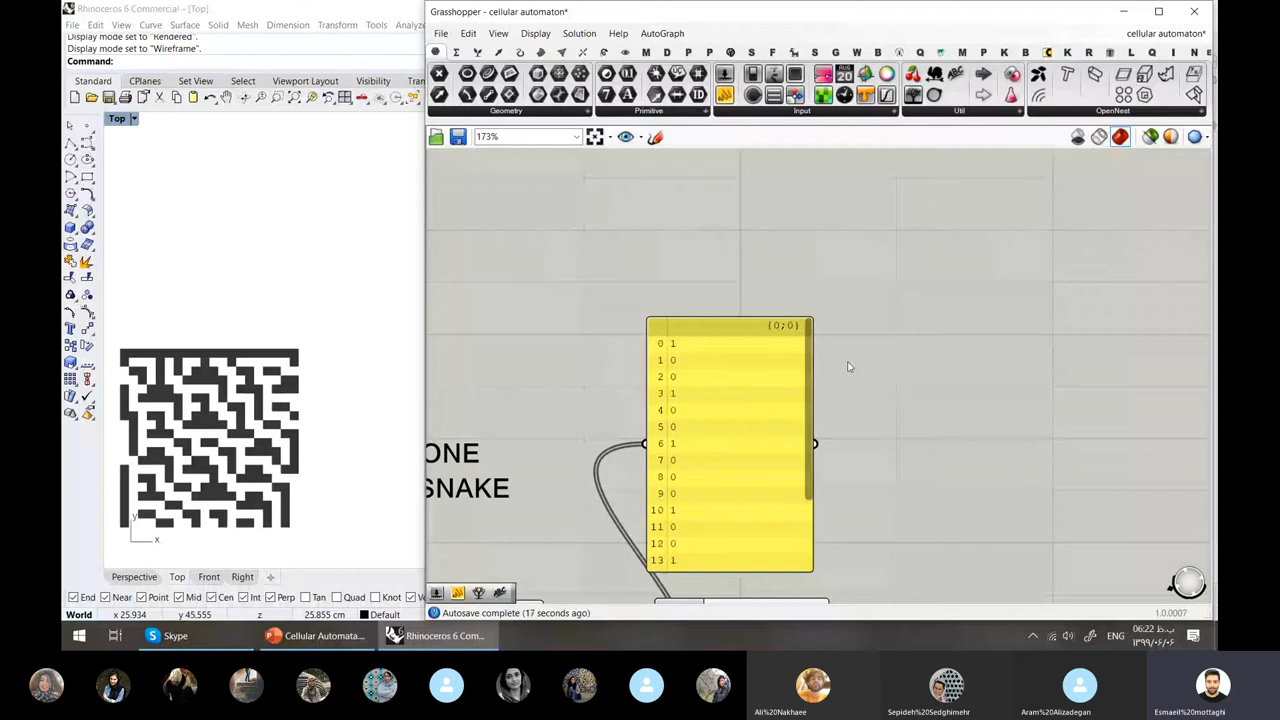 Rhinoceros 6 Commercial - [Top]
File Edit View Curve Surface Solid Mesh Dimension Transform Tools Analyze
Display mode set to "Rendered".
Display mode set to "Wireframe".
Command:
Standard CPlanes Set View Select Viewport Layout Visibility Tran
Top
y
x
Perspective Top Front Right
End Near Point Mid Cen Int Perp Tan Quad Knot
World x 25.934 y 45.555 z 25.855 cm Default
Grasshopper - cellular automaton*
File Edit View Display Solution Help AutoGraph cellular automaton*
M D P P S F S G W B Q M P K B C K R T L Q I N E
Geometry Primitive Input Util OpenNest
173%
{0;0}
0 1
1 0
2 0
3 1
4 0
5 0
6 1
7 0
8 0
9 0
10 1
11 0
12 0
13 1
ONE
SNAKE
Autosave complete (17 seconds ago) 1.0.0007
Skype Cellular Automata... Rhinoceros 6 Com... ENG 06:22 ب.ظ
۱۳۹۹/۰۶/۰۶
Ali%20Nakhaee Sepideh%20Sedghimehr Aram%20Alizadegan Esmaeil%20mottaghi